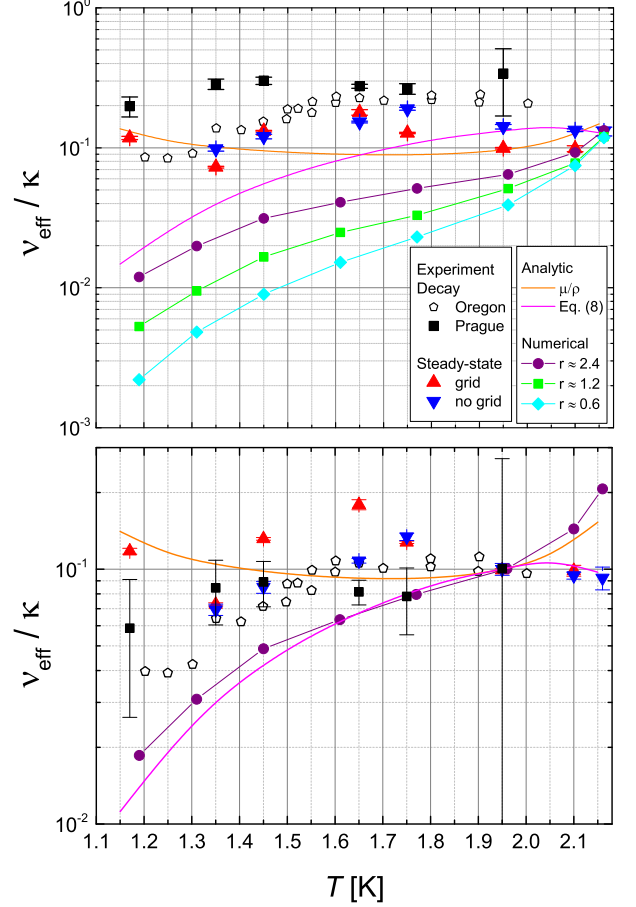 10⁰
10⁻¹
10⁻²
10⁻³
ν_eff / κ
Experiment
Decay
Oregon
Prague
Steady-state
grid
no grid
Analytic
μ/ρ
Eq. (8)
Numerical
r ≈ 2.4
r ≈ 1.2
r ≈ 0.6
10⁻¹
10⁻²
ν_eff / κ
1.1 1.2 1.3 1.4 1.5 1.6 1.7 1.8 1.9 2.0 2.1
T [K]